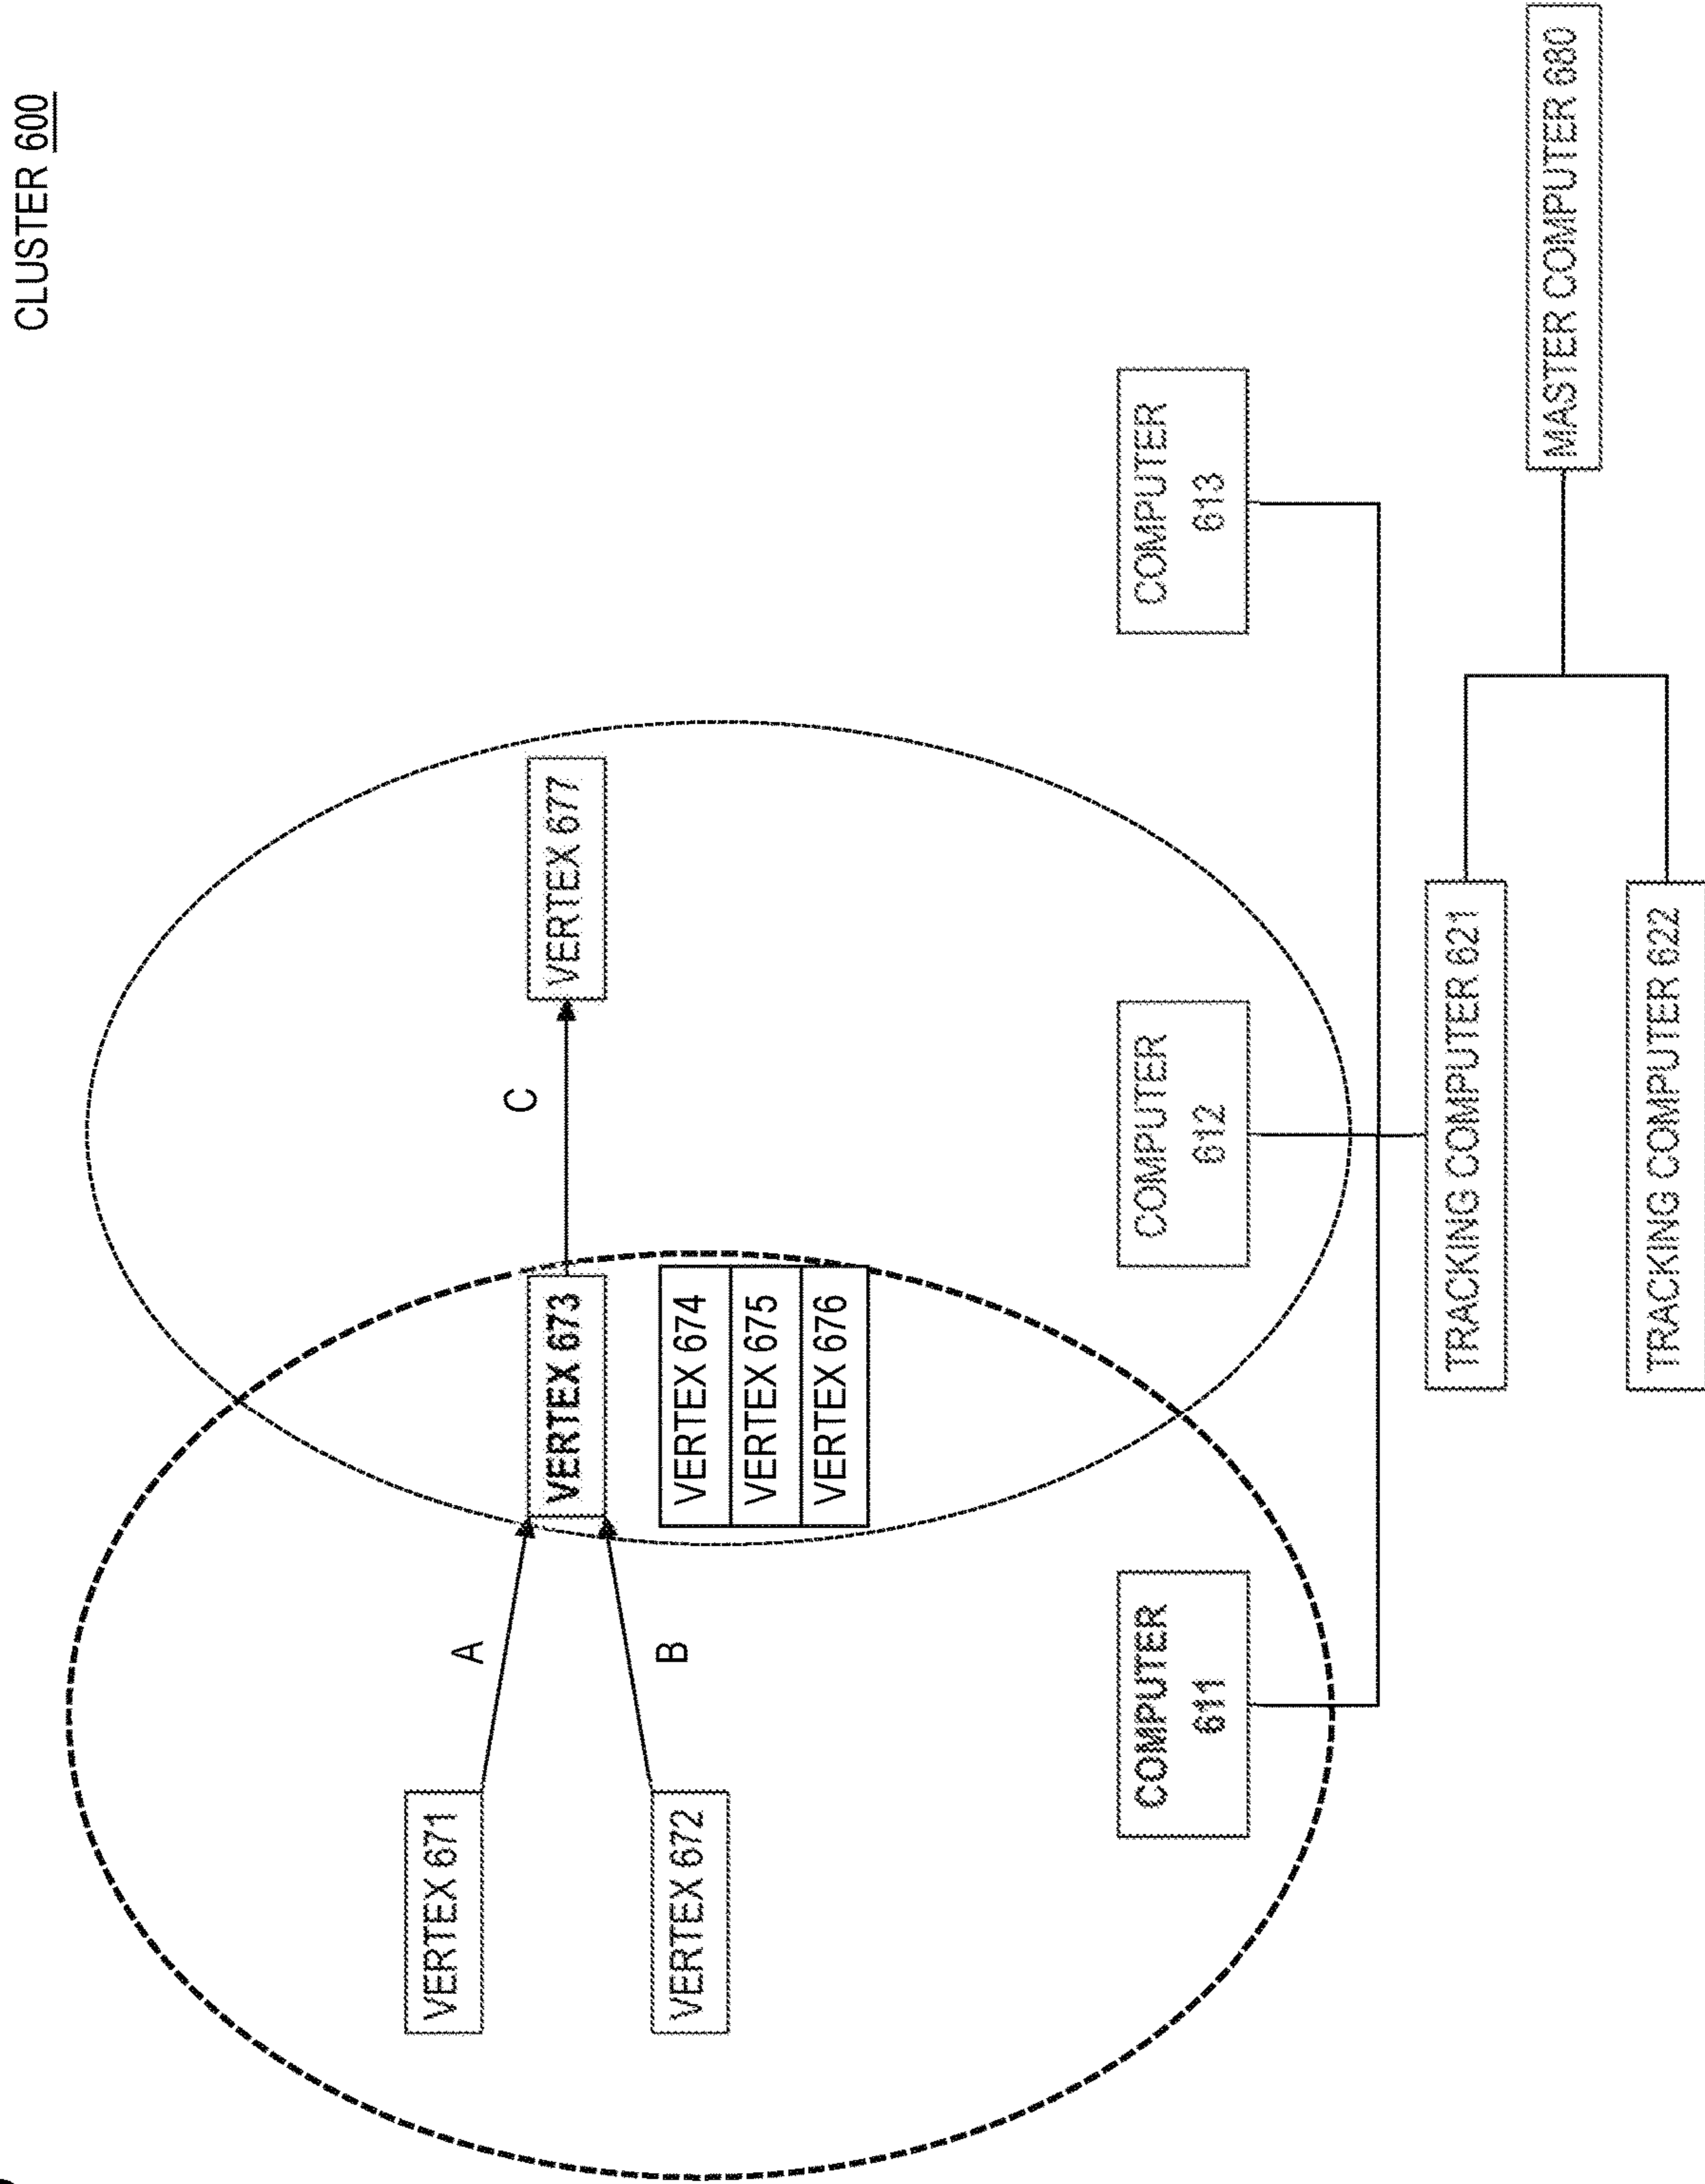 CLUSTER 600
VERTEX 671
A
VERTEX 672
B
VERTEX 673
C
VERTEX 677
VERTEX 674
VERTEX 675
VERTEX 676
COMPUTER
611
COMPUTER
612
COMPUTER
613
TRACKING COMPUTER 621
TRACKING COMPUTER 622
MASTER COMPUTER 680